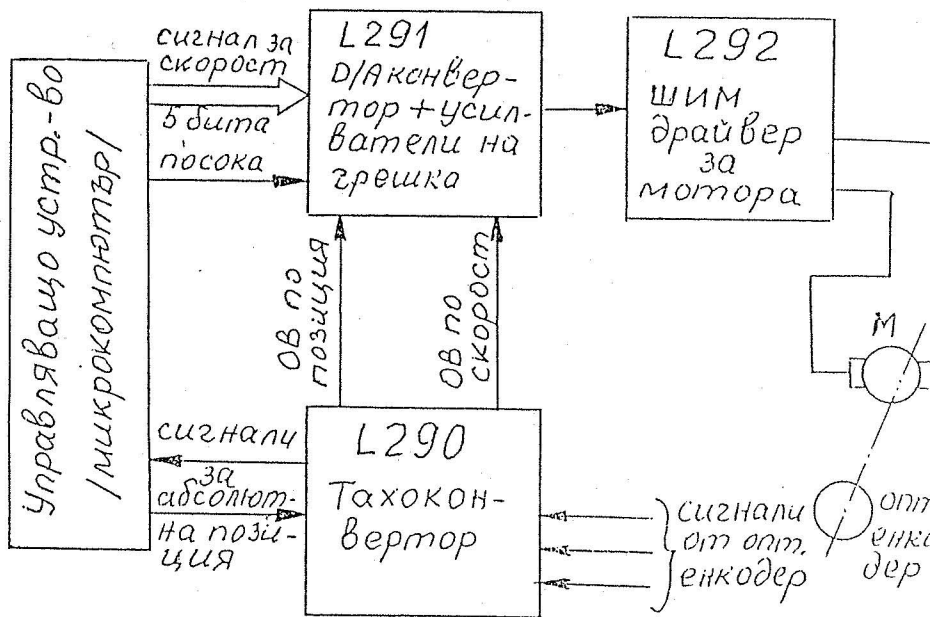 Управляващо устр.-во
/микрокомпютър/
сигнал за
скорост
5 бита
посока
L291
D/A конвер-
тор + усил-
ватели на
грешка
L292
ШИМ
драйвер
за
мотора
ОВ по
позиция
ОВ по
скорост
М
сигнали
за
абсолют-
на пози-
ция
L290
Тахокон-
вертор
сигнали
от опт.
енкодер
опт
енко
дер